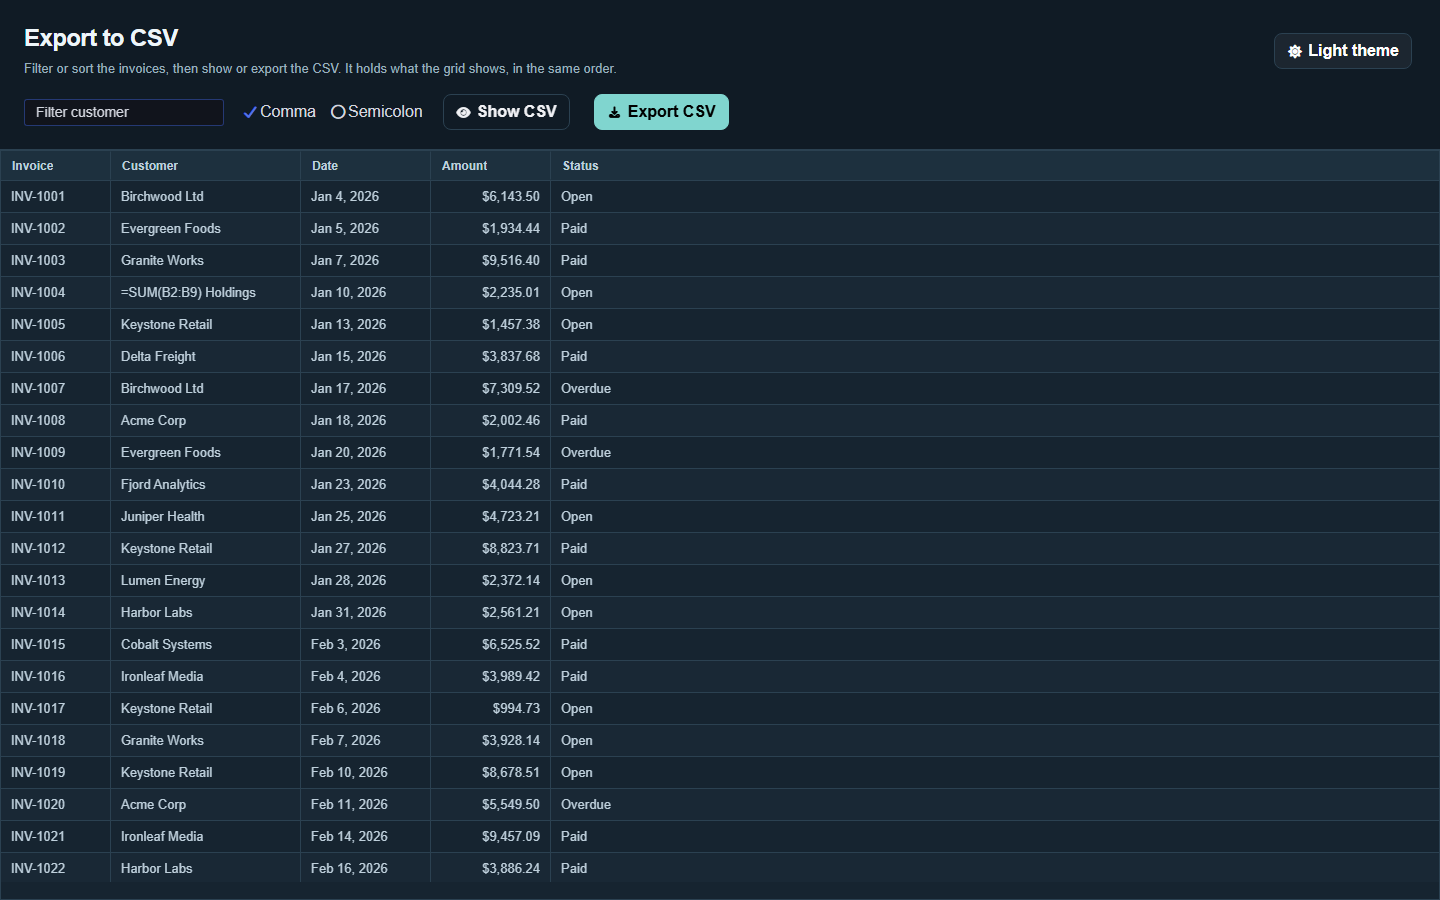 Export to CSV
Filter or sort the invoices, then show or export the CSV. It holds what the grid shows, in the same order.
Light theme
Filter customer Comma Semicolon Show CSV Export CSV
Invoice Customer Date Amount Status
INV-1001 Birchwood Ltd Jan 4, 2026 $6,143.50 Open
INV-1002 Evergreen Foods Jan 5, 2026 $1,934.44 Paid
INV-1003 Granite Works Jan 7, 2026 $9,516.40 Paid
INV-1004 =SUM(B2:B9) Holdings Jan 10, 2026 $2,235.01 Open
INV-1005 Keystone Retail Jan 13, 2026 $1,457.38 Open
INV-1006 Delta Freight Jan 15, 2026 $3,837.68 Paid
INV-1007 Birchwood Ltd Jan 17, 2026 $7,309.52 Overdue
INV-1008 Acme Corp Jan 18, 2026 $2,002.46 Paid
INV-1009 Evergreen Foods Jan 20, 2026 $1,771.54 Overdue
INV-1010 Fjord Analytics Jan 23, 2026 $4,044.28 Paid
INV-1011 Juniper Health Jan 25, 2026 $4,723.21 Open
INV-1012 Keystone Retail Jan 27, 2026 $8,823.71 Paid
INV-1013 Lumen Energy Jan 28, 2026 $2,372.14 Open
INV-1014 Harbor Labs Jan 31, 2026 $2,561.21 Open
INV-1015 Cobalt Systems Feb 3, 2026 $6,525.52 Paid
INV-1016 Ironleaf Media Feb 4, 2026 $3,989.42 Paid
INV-1017 Keystone Retail Feb 6, 2026 $994.73 Open
INV-1018 Granite Works Feb 7, 2026 $3,928.14 Open
INV-1019 Keystone Retail Feb 10, 2026 $8,678.51 Open
INV-1020 Acme Corp Feb 11, 2026 $5,549.50 Overdue
INV-1021 Ironleaf Media Feb 14, 2026 $9,457.09 Paid
INV-1022 Harbor Labs Feb 16, 2026 $3,886.24 Paid